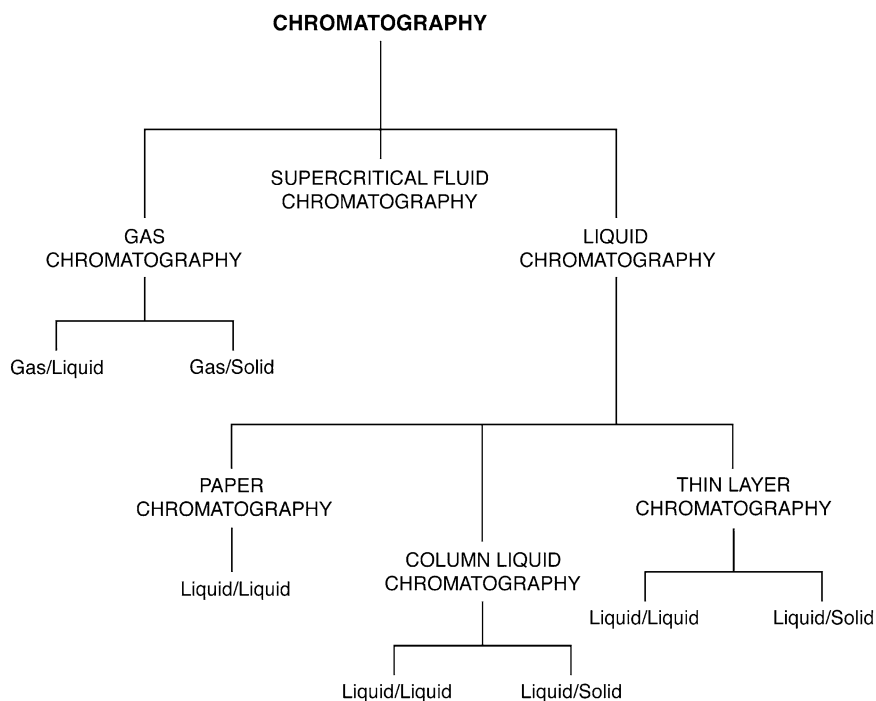 CHROMATOGRAPHY
SUPERCRITICAL FLUID
CHROMATOGRAPHY
GAS
CHROMATOGRAPHY
LIQUID
CHROMATOGRAPHY
Gas/Liquid
Gas/Solid
PAPER
CHROMATOGRAPHY
Liquid/Liquid
COLUMN LIQUID
CHROMATOGRAPHY
Liquid/Liquid
Liquid/Solid
THIN LAYER
CHROMATOGRAPHY
Liquid/Liquid
Liquid/Solid